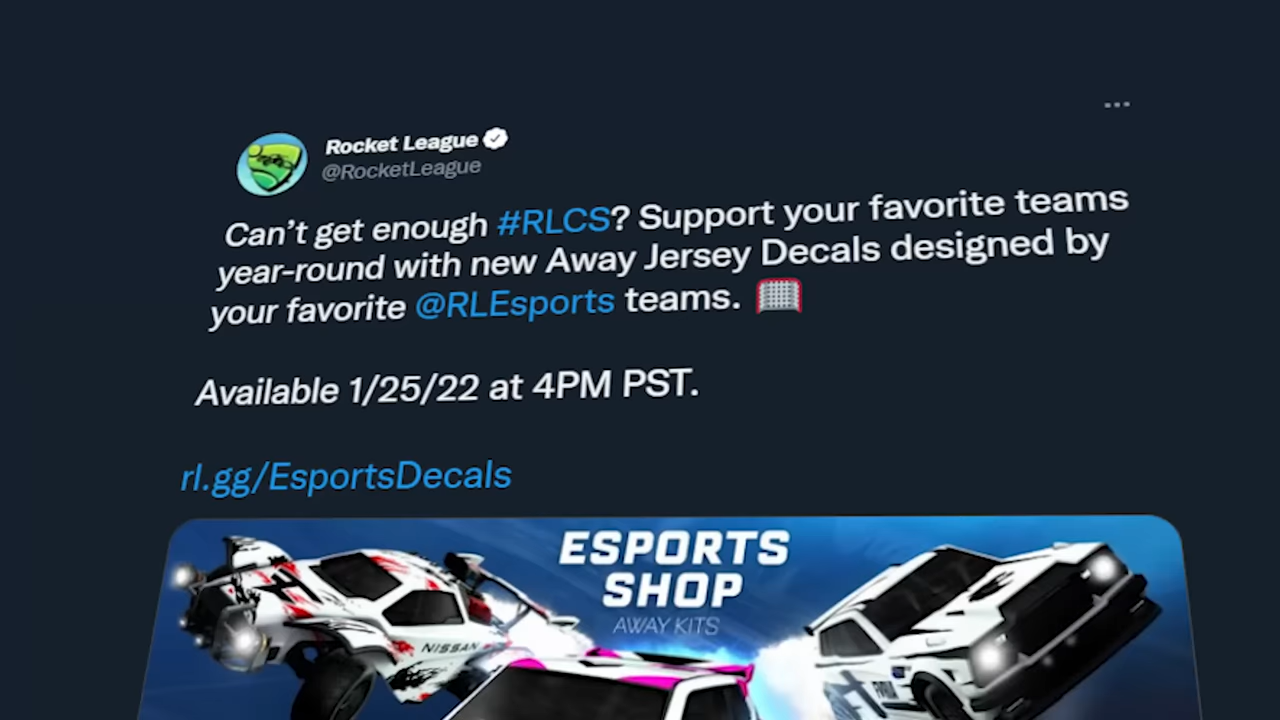 Rocket League
@RocketLeague
Can’t get enough #RLCS? Support your favorite teams
year-round with new Away Jersey Decals designed by
your favorite @RLEsports teams.
Available 1/25/22 at 4PM PST.
rl.gg/EsportsDecals
ESPORTS
SHOP
AWAY KITS
NISSAN